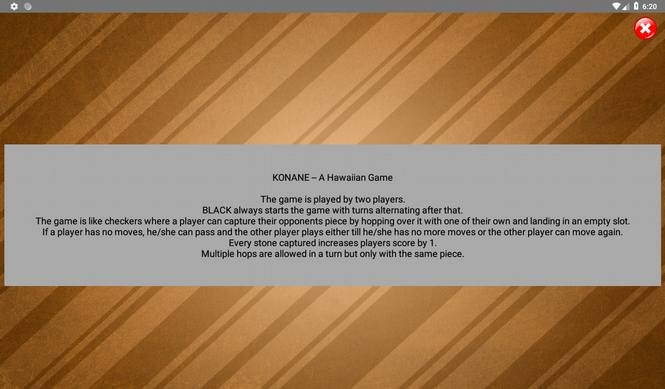 6:20
KONANE – A Hawaiian Game
The game is played by two players.
BLACK always starts the game with turns alternating after that.
The game is like checkers where a player can capture their opponents piece by hopping over it with one of their own and landing in an empty slot.
If a player has no moves, he/she can pass and the other player plays either till he/she has no more moves or the other player can move again.
Every stone captured increases players score by 1.
Multiple hops are allowed in a turn but only with the same piece.